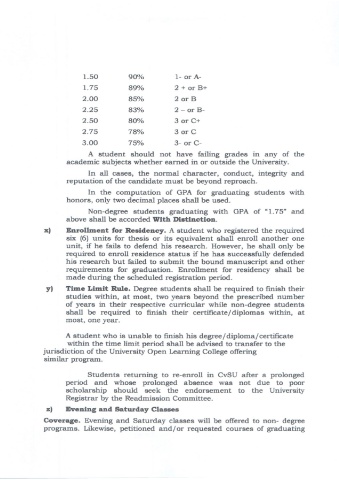 1.50 90% 1- or A-
1.75 89% 2 + or B+
2.00 85% 2 or B
2.25 83% 2 – or B-
2.50 80% 3 or C+
2.75 78% 3 or C
3.00 75% 3- or C-
A student should not have failing grades in any of the
academic subjects whether earned in or outside the University.
In all cases, the normal character, conduct, integrity and
reputation of the candidate must be beyond reproach.
In the computation of GPA for graduating students with
honors, only two decimal places shall be used.
Non-degree students graduating with GPA of "1.75" and
above shall be accorded With Distinction.
x) Enrollment for Residency. A student who registered the required
six (6) units for thesis or its equivalent shall enroll another one
unit, if he fails to defend his research. However, he shall only be
required to enroll residence status if he has successfully defended
his research but failed to submit the bound manuscript and other
requirements for graduation. Enrollment for residency shall be
made during the scheduled registration period.
y) Time Limit Rule. Degree students shall be required to finish their
studies within, at most, two years beyond the prescribed number
of years in their respective curricular while non-degree students
shall be required to finish their certificate/diplomas within, at
most, one year.
A student who is unable to finish his degree/diploma/certificate
within the time limit period shall be advised to transfer to the
jurisdiction of the University Open Learning College offering
similar program.
Students returning to re-enroll in CvSU after a prolonged
period and whose prolonged absence was not due to poor
scholarship should seek the endorsement to the University
Registrar by the Readmission Committee.
z) Evening and Saturday Classes
Coverage. Evening and Saturday classes will be offered to non- degree
programs. Likewise, petitioned and/or requested courses of graduating